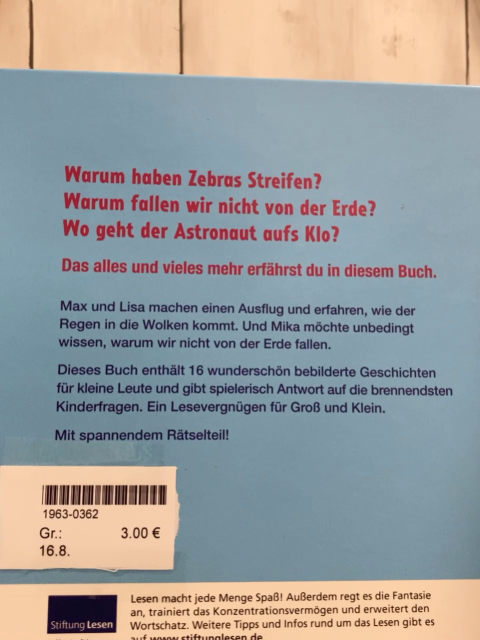 Warum haben Zebras Streifen?
Warum fallen wir nicht von der Erde?
Wo geht der Astronaut aufs Klo?
Das alles und vieles mehr erfährst du in diesem Buch.
Max und Lisa machen einen Ausflug und erfahren, wie der
Regen in die Wolken kommt. Und Mika möchte unbedingt
wissen, warum wir nicht von der Erde fallen.
Dieses Buch enthält 16 wunderschön bebilderte Geschichten
für kleine Leute und gibt spielerisch Antwort auf die brennendsten
Kinderfragen. Ein Lesevergnügen für Groß und Klein.
Mit spannendem Rätselteil!
1963-0362
Gr.: 3.00 €
16.8.
Stiftung Lesen
Lesen macht jede Menge Spaß! Außerdem regt es die Fantasie
an, trainiert das Konzentrationsvermögen und erweitert den
Wortschatz. Weitere Tipps und Infos rund um das Lesen gibt es
auf www.stiftunglesen.de